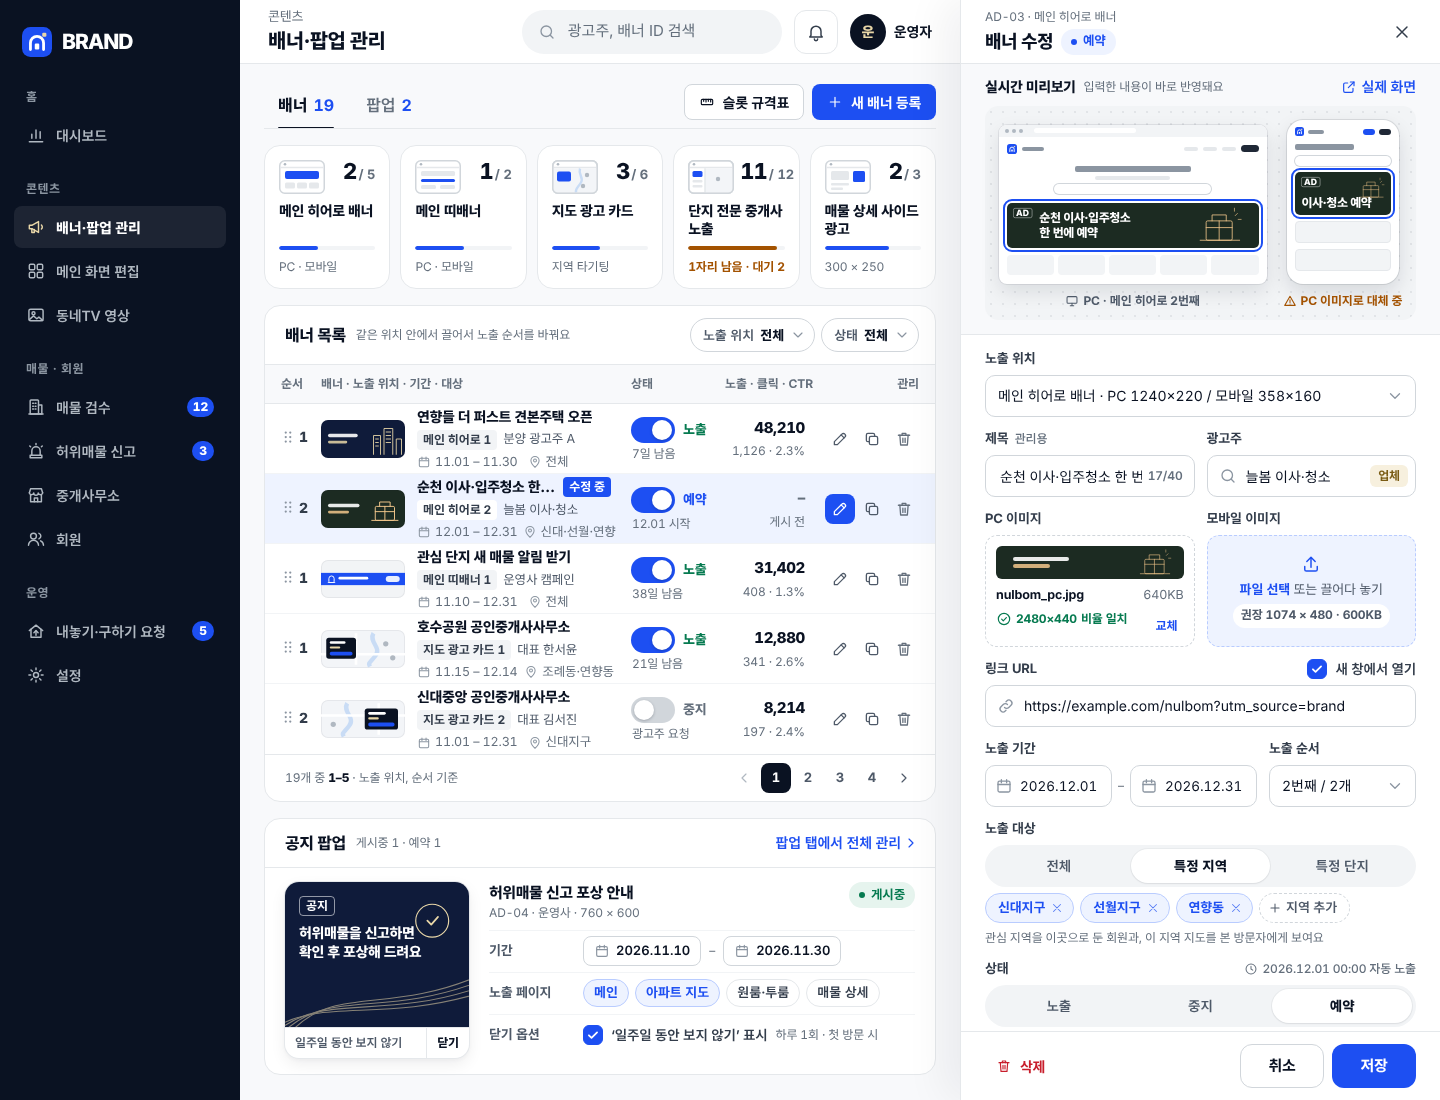 BRAND
홈
대시보드
콘텐츠
배너·팝업 관리
메인 화면 편집
동네TV 영상
매물 · 회원
매물 검수 12
허위매물 신고 3
중개사무소
회원
운영
내놓기·구하기 요청 5
설정
콘텐츠
배너·팝업 관리
광고주, 배너 ID 검색
운 운영자
배너 19
팝업 2
슬롯 규격표
새 배너 등록
2 / 5
메인 히어로 배너
PC · 모바일
1 / 2
메인 띠배너
PC · 모바일
3 / 6
지도 광고 카드
지역 타기팅
11 / 12
단지 전문 중개사
노출
1자리 남음 · 대기 2
2 / 3
매물 상세 사이드
광고
300 × 250
배너 목록 같은 위치 안에서 끌어서 노출 순서를 바꿔요
노출 위치 전체
상태 전체
순서 배너 · 노출 위치 · 기간 · 대상 상태 노출 · 클릭 · CTR 관리
1 연향들 더 퍼스트 견본주택 오픈
메인 히어로 1 분양 광고주 A
11.01 – 11.30 전체
노출
7일 남음
48,210
1,126 · 2.3%
2 순천 이사·입주청소 한… 수정 중
메인 히어로 2 늘봄 이사·청소
12.01 – 12.31 신대·선월·연향
예약
12.01 시작
–
게시 전
1 관심 단지 새 매물 알림 받기
메인 띠배너 1 운영사 캠페인
11.10 – 12.31 전체
노출
38일 남음
31,402
408 · 1.3%
1 호수공원 공인중개사사무소
지도 광고 카드 1 대표 한서윤
11.15 – 12.14 조례동·연향동
노출
21일 남음
12,880
341 · 2.6%
2 신대중앙 공인중개사사무소
지도 광고 카드 2 대표 김서진
11.01 – 12.31 신대지구
중지
광고주 요청
8,214
197 · 2.4%
19개 중 1–5 · 노출 위치, 순서 기준
1 2 3 4
공지 팝업 게시중 1 · 예약 1
팝업 탭에서 전체 관리
공지
허위매물을 신고하면
확인 후 포상해 드려요
일주일 동안 보지 않기 닫기
허위매물 신고 포상 안내
AD-04 · 운영사 · 760 × 600
게시중
기간 2026.11.10 – 2026.11.30
노출 페이지 메인 아파트 지도 원룸·투룸 매물 상세
닫기 옵션 ‘일주일 동안 보지 않기’ 표시 하루 1회 · 첫 방문 시
AD-03 · 메인 히어로 배너
배너 수정 예약
실시간 미리보기 입력한 내용이 바로 반영돼요
실제 화면
AD
순천 이사·입주청소
한 번에 예약
PC · 메인 히어로 2번째
AD
이사·청소 예약
PC 이미지로 대체 중
노출 위치
메인 히어로 배너 · PC 1240×220 / 모바일 358×160
제목 관리용
순천 이사·입주청소 한 번 17/40
광고주
늘봄 이사·청소 업체
PC 이미지
nulbom_pc.jpg 640KB
2480×440 비율 일치
교체
모바일 이미지
파일 선택 또는 끌어다 놓기
권장 1074 × 480 · 600KB
링크 URL
새 창에서 열기
https://example.com/nulbom?utm_source=brand
노출 기간
2026.12.01 – 2026.12.31
노출 순서
2번째 / 2개
노출 대상
전체 특정 지역 특정 단지
신대지구 선월지구 연향동 지역 추가
관심 지역을 이곳으로 둔 회원과, 이 지역 지도를 본 방문자에게 보여요
상태
2026.12.01 00:00 자동 노출
노출 중지 예약
삭제
취소
저장